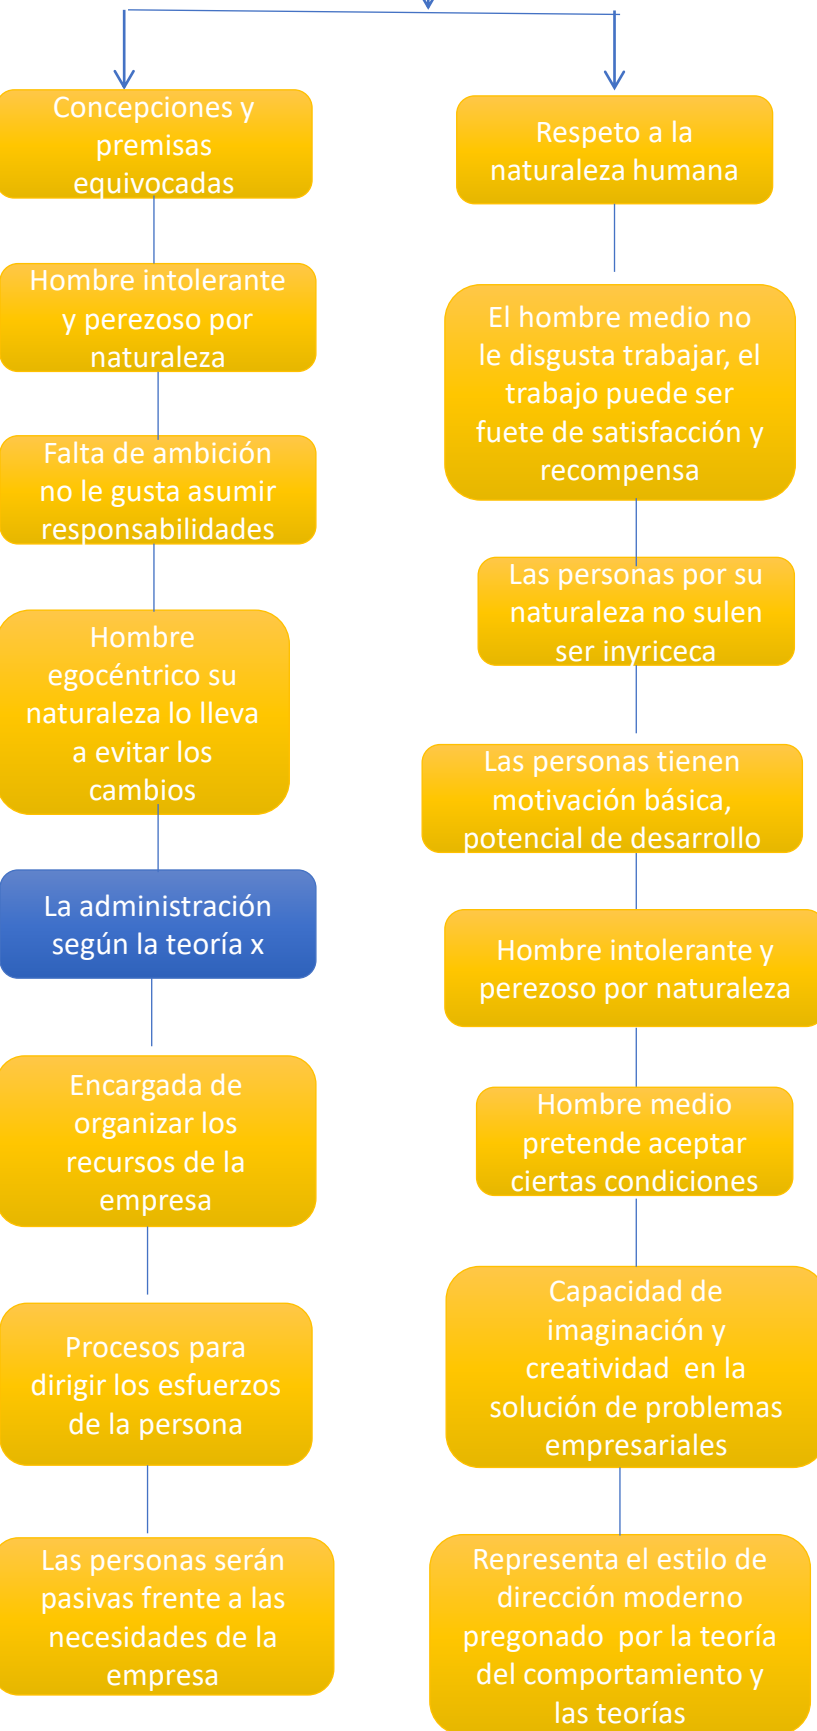 Concepciones y
premisas
equivocadas
Hombre intolerante
y perezoso por
naturaleza
Falta de ambición
no le gusta asumir
responsabilidades
Hombre
egocéntrico su
naturaleza lo lleva
a evitar los
cambios
La administración
según la teoría x
Encargada de
organizar los
recursos de la
empresa
Procesos para
dirigir los esfuerzos
de la persona
Las personas serán
pasivas frente a las
necesidades de la
empresa
Respeto a la
naturaleza humana
El hombre medio no
le disgusta trabajar, el
trabajo puede ser
fuete de satisfacción y
recompensa
Las personas por su
naturaleza no sulen
ser inyriceca
Las personas tienen
motivación básica,
potencial de desarrollo
Hombre intolerante y
perezoso por naturaleza
Hombre medio
pretende aceptar
ciertas condiciones
Capacidad de
imaginación y
creatividad en la
solución de problemas
empresariales
Representa el estilo de
dirección moderno
pregonado por la teoría
del comportamiento y
las teorías